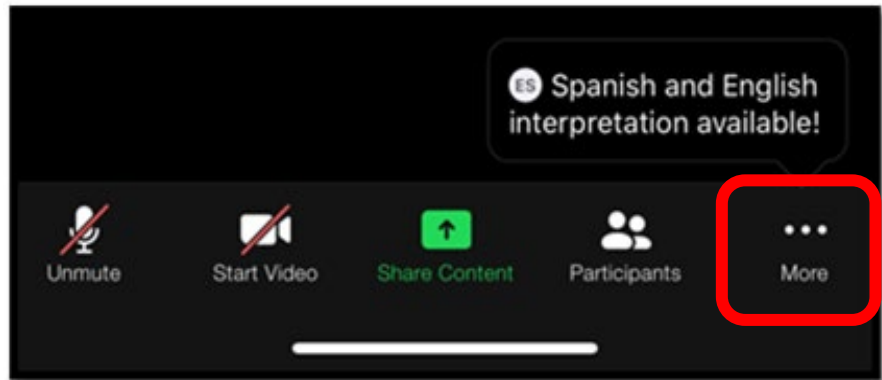 ES Spanish and English
interpretation available!
Unmute
Start Video
Share Content
Participants
More